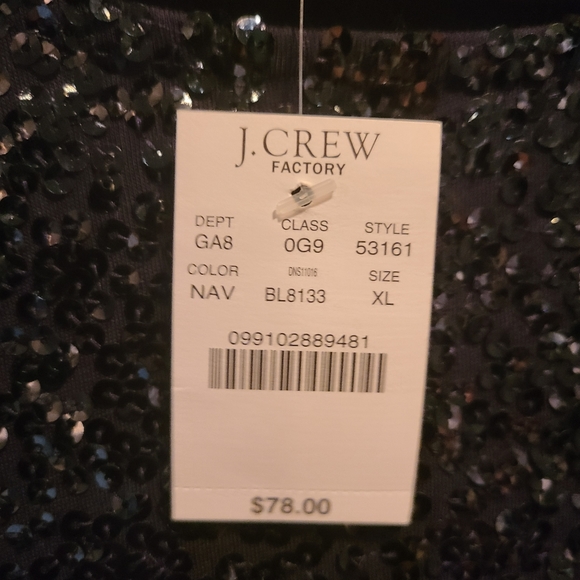 J.CREW
FACTORY
DEPT CLASS STYLE
GA8 0G9 53161
COLOR DNS11016 SIZE
NAV BL8133 XL
099102889481
$78.00